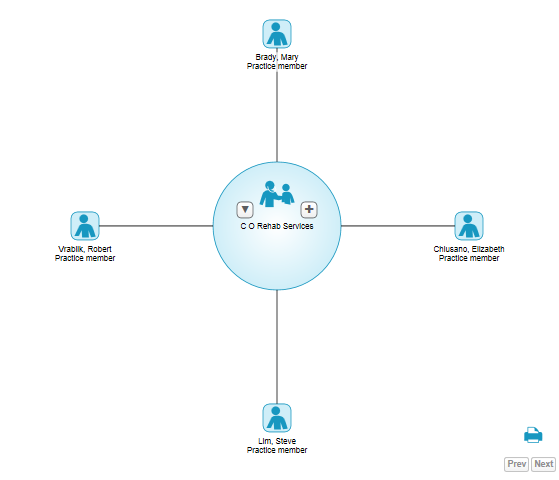 Brady, Mary
Practice member
C O Rehab Services
Vrablik, Robert
Practice member
Chiusano, Elizabeth
Practice member
Lim, Steve
Practice member
Prev Next